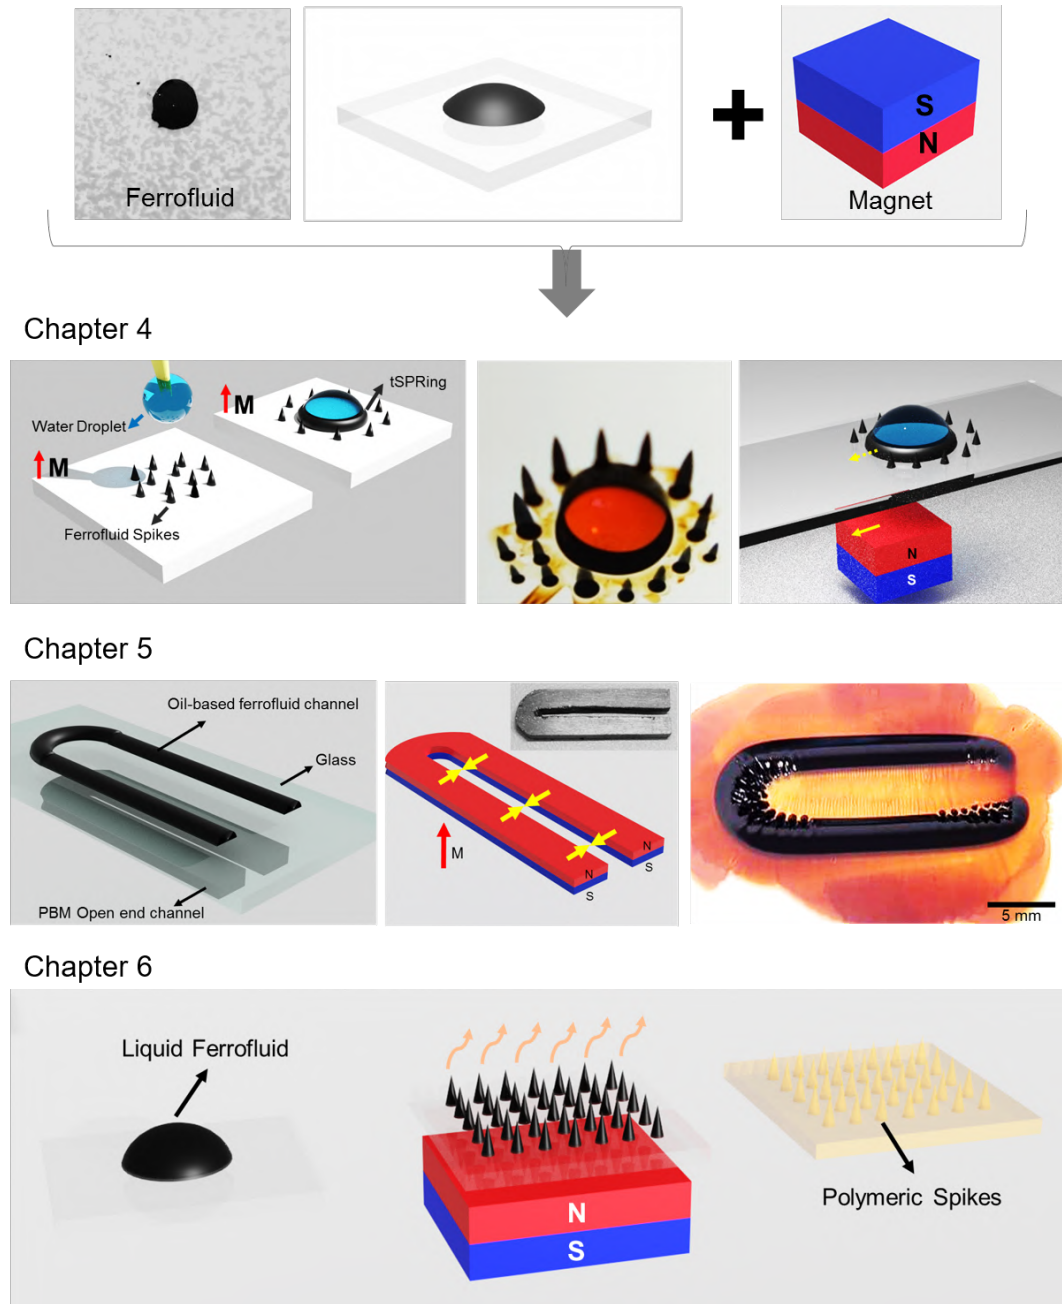 Ferrofluid
S
N
Magnet
Chapter 4
tSPRing
M
Water Droplet
M
Ferrofluid Spikes
N
S
Chapter 5
Oil-based ferrofluid channel
Glass
PBM Open end channel
M
N
S
N
S
5 mm
Chapter 6
Liquid Ferrofluid
N
S
Polymeric Spikes